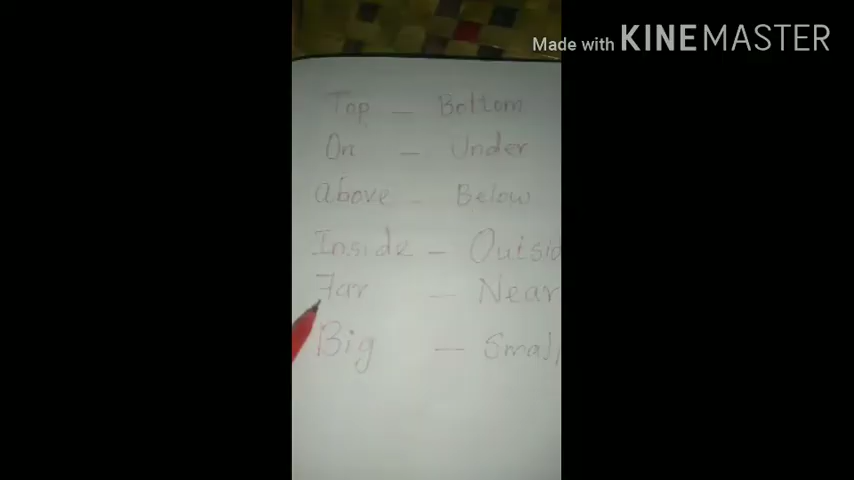 Made with KINEMASTER
Top - Bottom
On - Under
Above - Below
Inside - Outsid
Far - Near
Big - Small